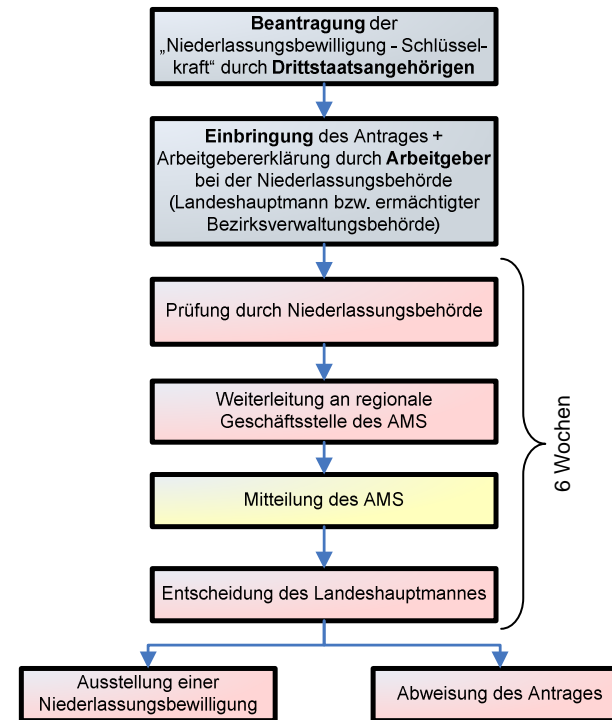 Beantragung der
„Niederlassungsbewilligung - Schlüssel-
kraft“ durch Drittstaatsangehörigen
Einbringung des Antrages +
Arbeitgebererklärung durch Arbeitgeber
bei der Niederlassungsbehörde
(Landeshauptmann bzw. ermächtigter
Bezirksverwaltungsbehörde)
Prüfung durch Niederlassungsbehörde
Weiterleitung an regionale
Geschäftsstelle des AMS
Mitteilung des AMS
Entscheidung des Landeshauptmannes
6 Wochen
Ausstellung einer
Niederlassungsbewilligung
Abweisung des Antrages